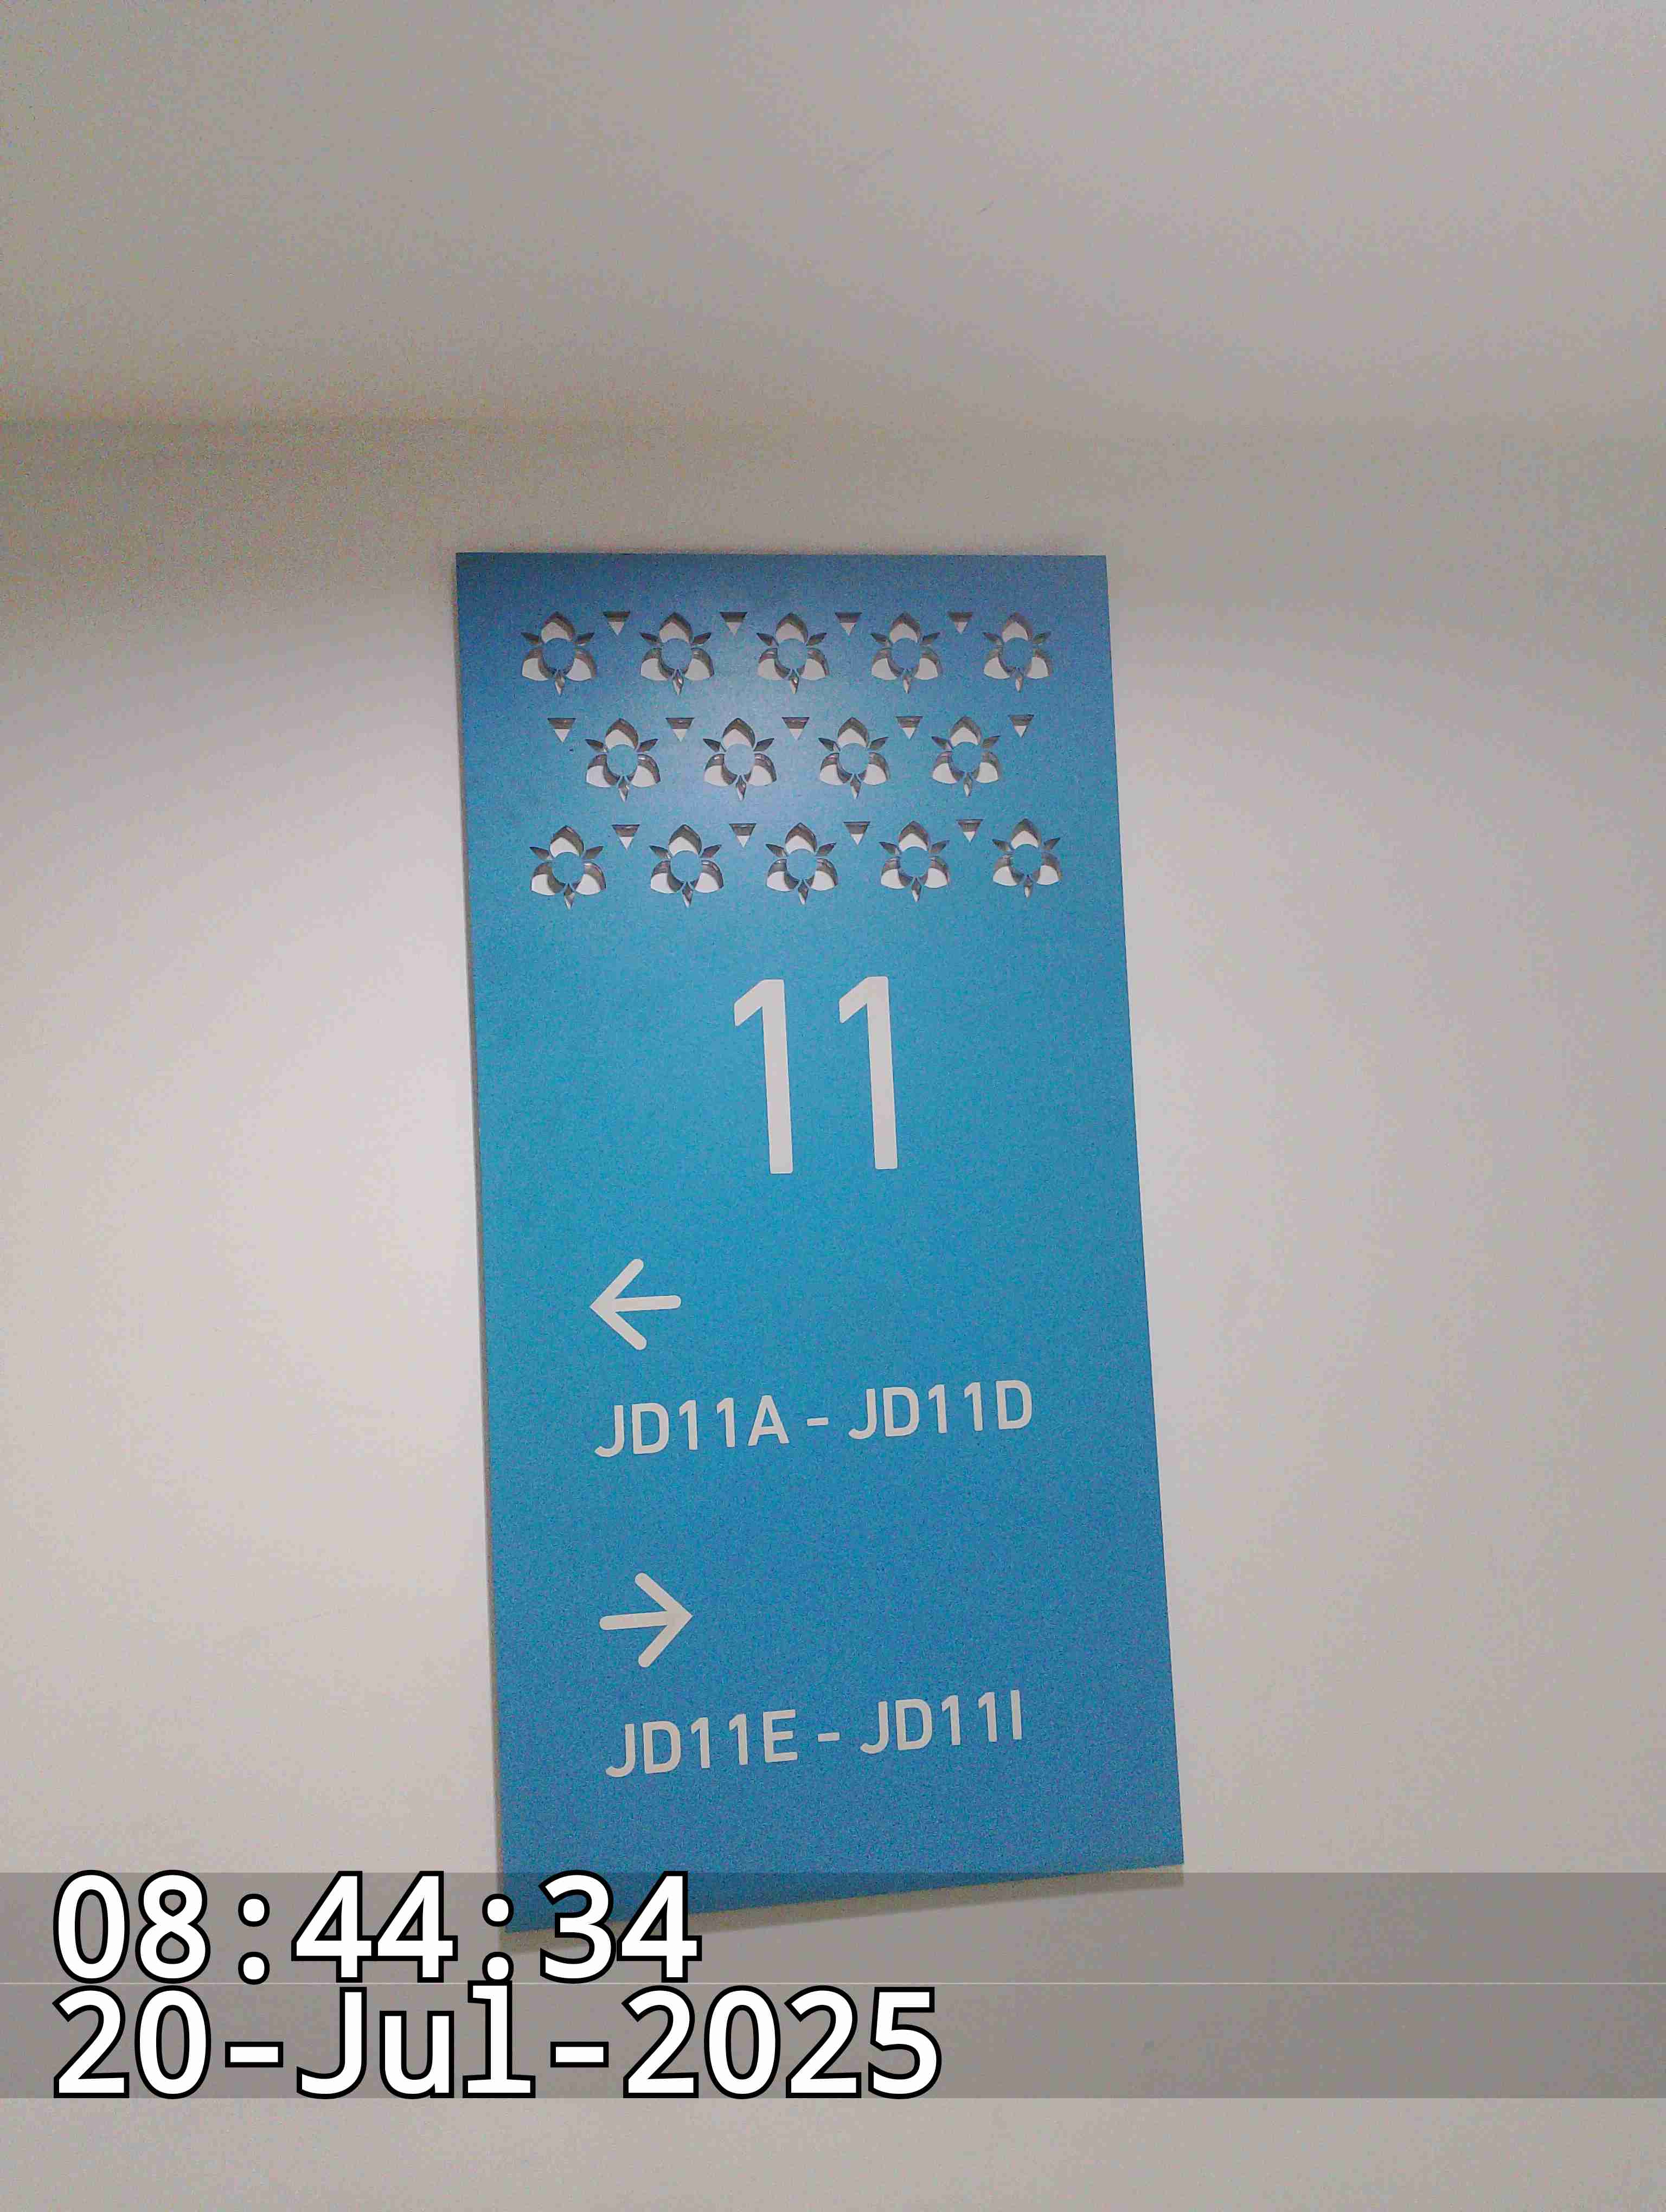 11
←
JD11A - JD11D
→
JD11E - JD11I
08:44:34
20-Jul-2025